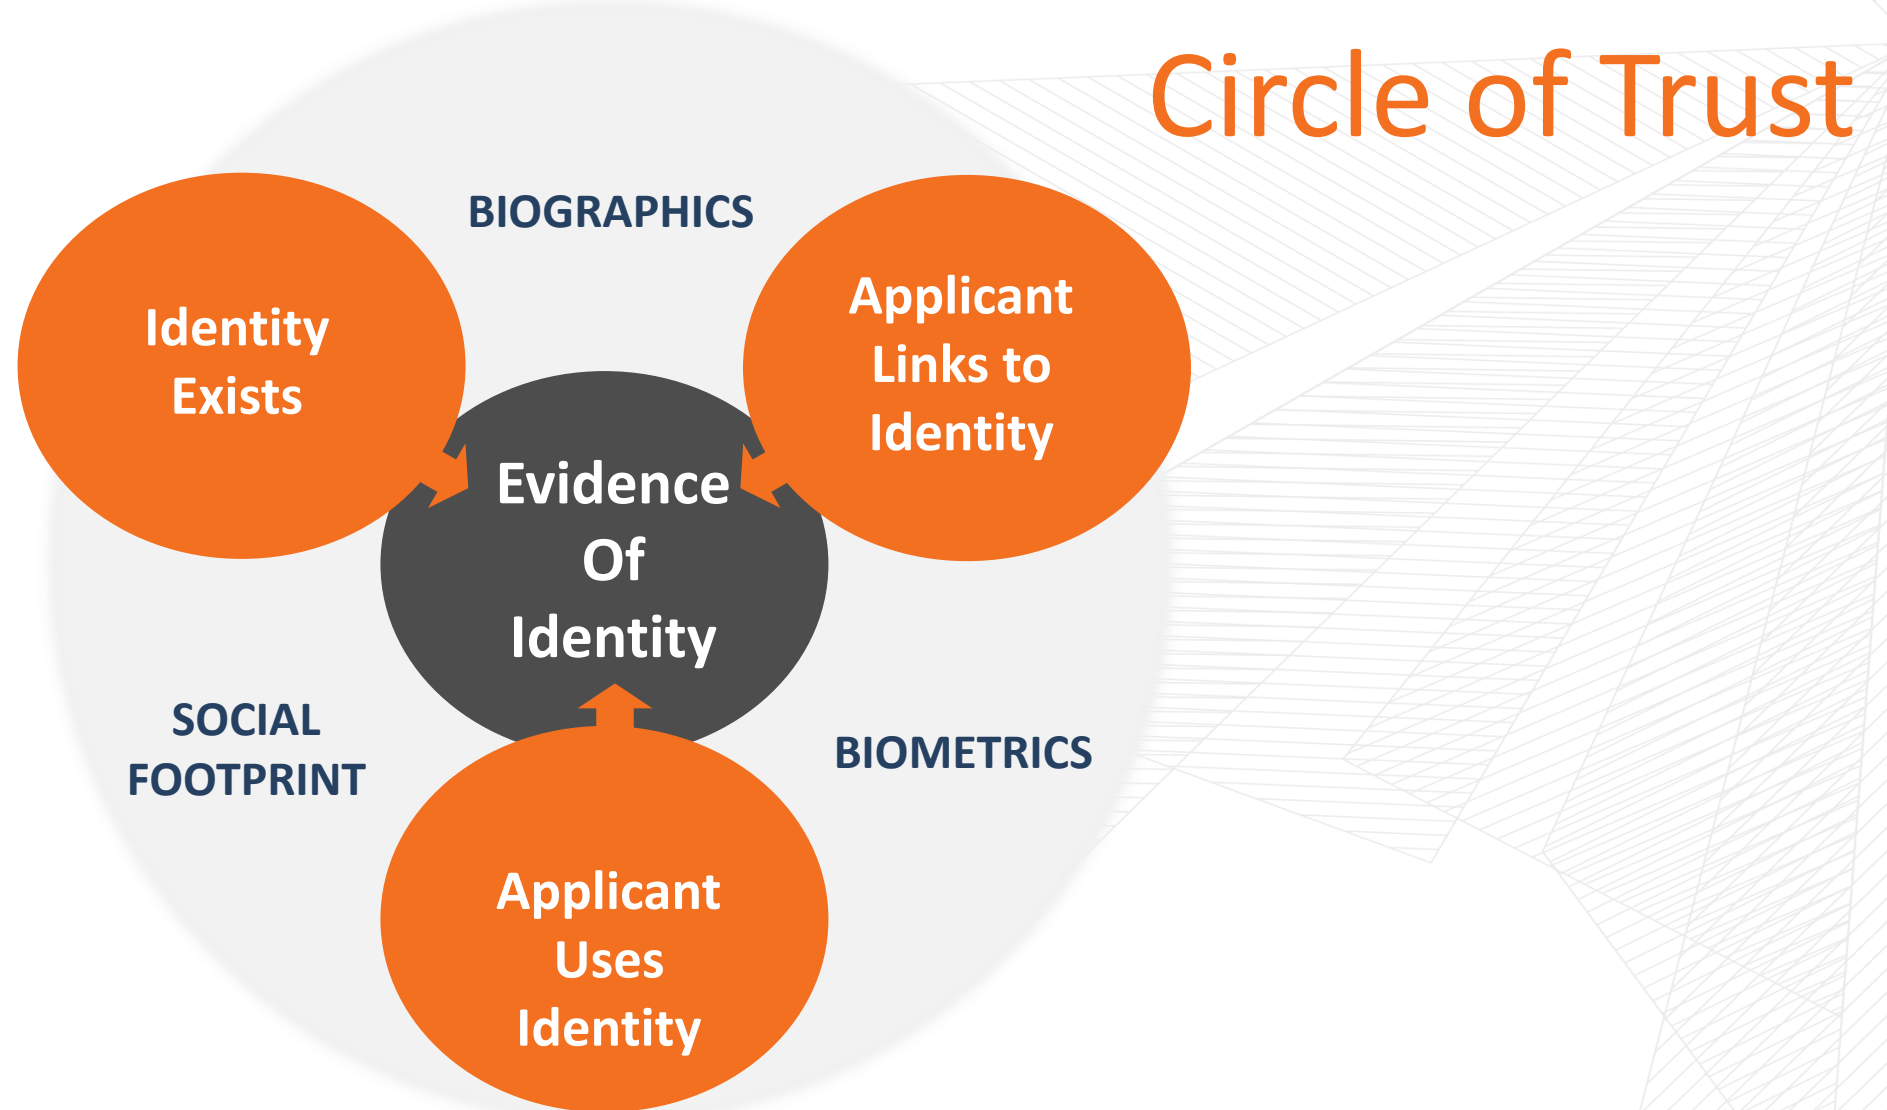 Circle of Trust
BIOGRAPHICS
Identity
Exists
Applicant
Links to
Identity
Evidence
Of
Identity
SOCIAL
FOOTPRINT
BIOMETRICS
Applicant
Uses
Identity